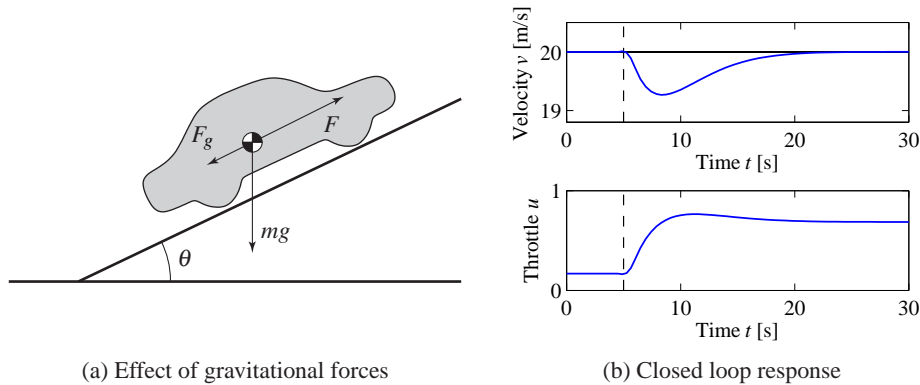 F_g
F
mg
θ
(a) Effect of gravitational forces
Velocity v [m/s]
20
19
0 10 20 30
Time t [s]
Throttle u
1
0
0 10 20 30
Time t [s]
(b) Closed loop response